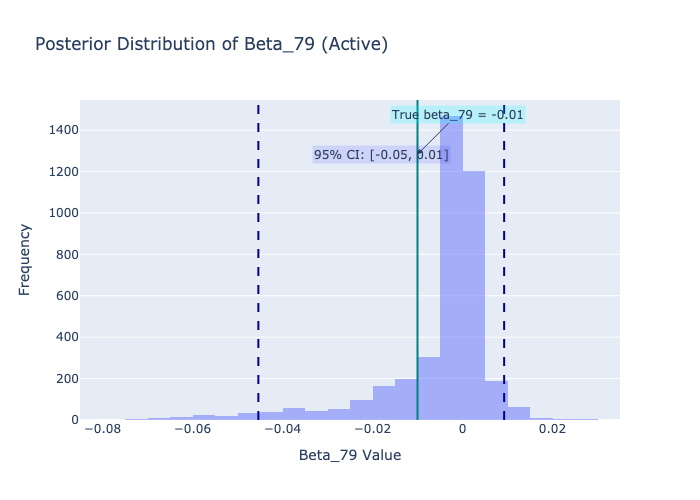 Posterior Distribution of Beta_79 (Active)
True beta_79 = -0.01
95% CI: [-0.05, 0.01]
Frequency
1400
1200
1000
800
600
400
200
0
−0.08
−0.06
−0.04
−0.02
0
0.02
Beta_79 Value